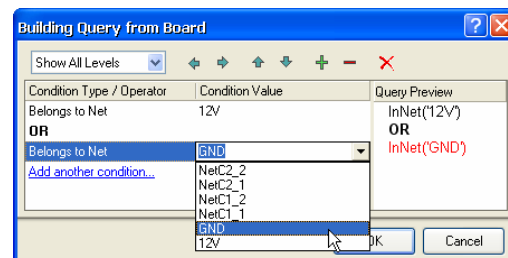 Building Query from Board
Show All Levels
Condition Type / Operator Condition Value Query Preview
Belongs to Net 12V InNet('12V')
OR OR
Belongs to Net GND InNet('GND')
Add another condition...
NetC2_2
NetC2_1
NetC1_2
NetC1_1
GND
12V
Cancel